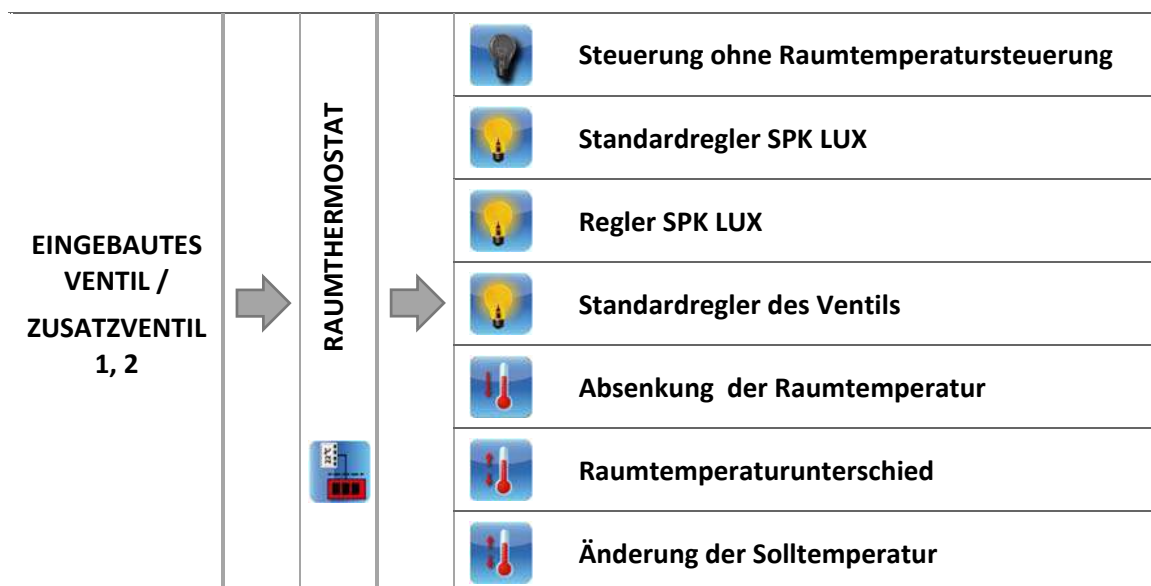 EINGEBAUTES
VENTIL /
ZUSATZVENTIL
1, 2
RAUMTHERMOSTAT
22°C
Steuerung ohne Raumtemperatursteuerung
Standardregler SPK LUX
Regler SPK LUX
Standardregler des Ventils
Absenkung der Raumtemperatur
Raumtemperaturunterschied
Änderung der Solltemperatur